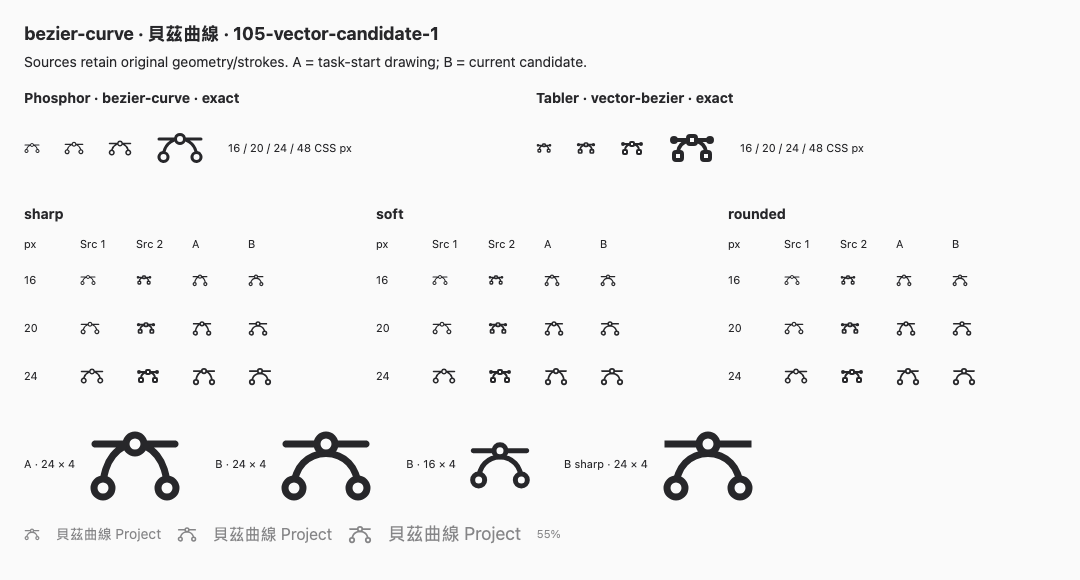 bezier-curve · 貝茲曲線 · 105-vector-candidate-1
Sources retain original geometry/strokes. A = task-start drawing; B = current candidate.
Phosphor · bezier-curve · exact
Tabler · vector-bezier · exact
16 / 20 / 24 / 48 CSS px
16 / 20 / 24 / 48 CSS px
sharp soft rounded
px Src 1 Src 2 A B px Src 1 Src 2 A B px Src 1 Src 2 A B
16 16 16
20 20 20
24 24 24
A · 24 × 4 B · 24 × 4 B · 16 × 4 B sharp · 24 × 4
貝茲曲線 Project 貝茲曲線 Project 貝茲曲線 Project 55%